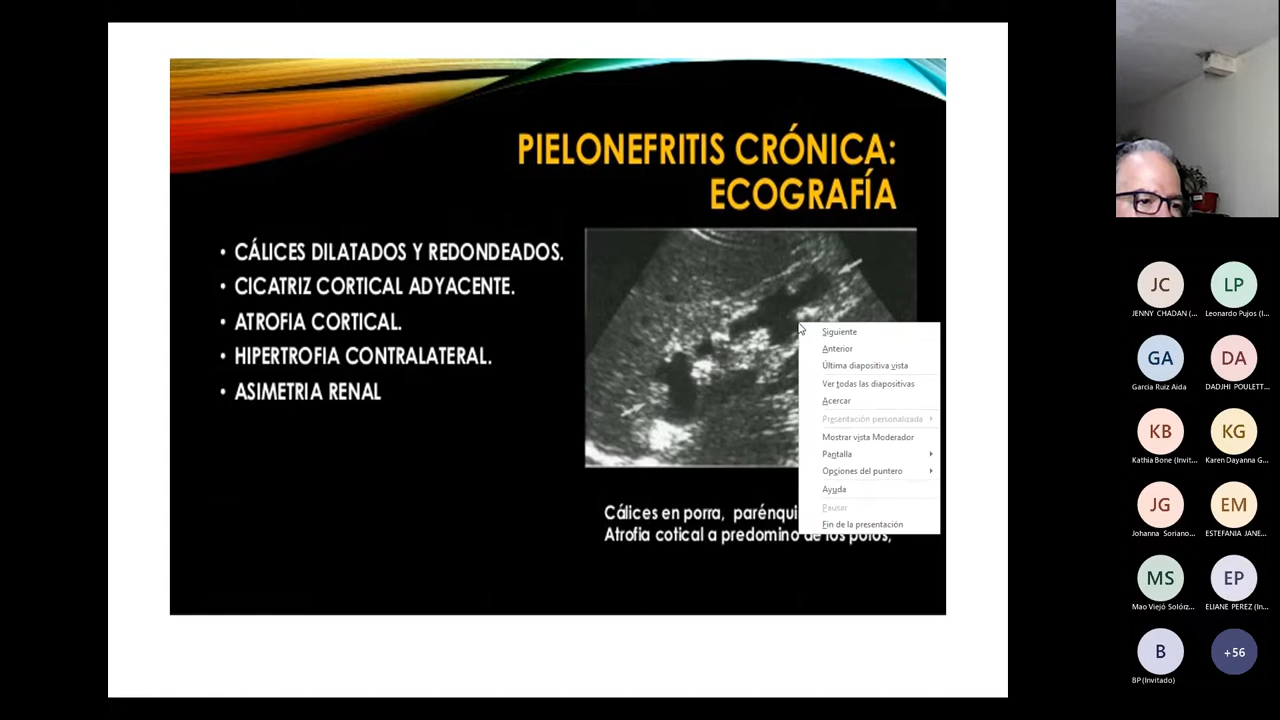 PIELONEFRITIS CRÓNICA:
ECOGRAFÍA
• CÁLICES DILATADOS Y REDONDEADOS.
• CICATRIZ CORTICAL ADYACENTE.
• ATROFIA CORTICAL.
• HIPERTROFIA CONTRALATERAL.
• ASIMETRIA RENAL
Cálices en porra, parénqui
Atrofia cotical a predomino de los polos,
Siguiente
Anterior
Última diapositiva vista
Ver todas las diapositivas
Acercar
Presentación personalizada
Mostrar vista Moderador
Pantalla
Opciones del puntero
Ayuda
Pausar
Fin de la presentación
JC
LP
JENNY CHADAN (...
Leonardo Pujos (I...
GA
DA
Garcia Ruiz Aida
DADJHI POULETT...
KB
KG
Kathia Bone (Invit...
Karen Dayanna G...
JG
EM
Johanna Soriano...
ESTEFANIA JANE...
MS
EP
Mao Viejó Solórz...
ELIANE PEREZ (In...
B
+56
BP (Invitado)